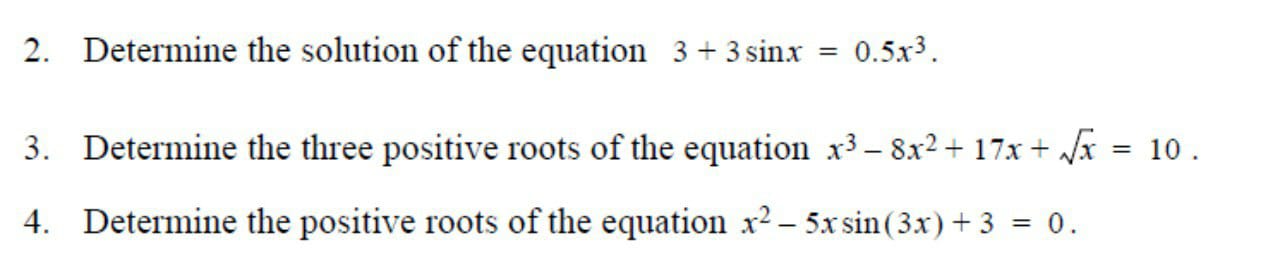 2. Determine the solution of the equation 3 + 3 sinx = 0.5x³.
3. Determine the three positive roots of the equation x³ – 8x² + 17x + √x = 10 .
4. Determine the positive roots of the equation x² – 5x sin(3x) + 3 = 0.